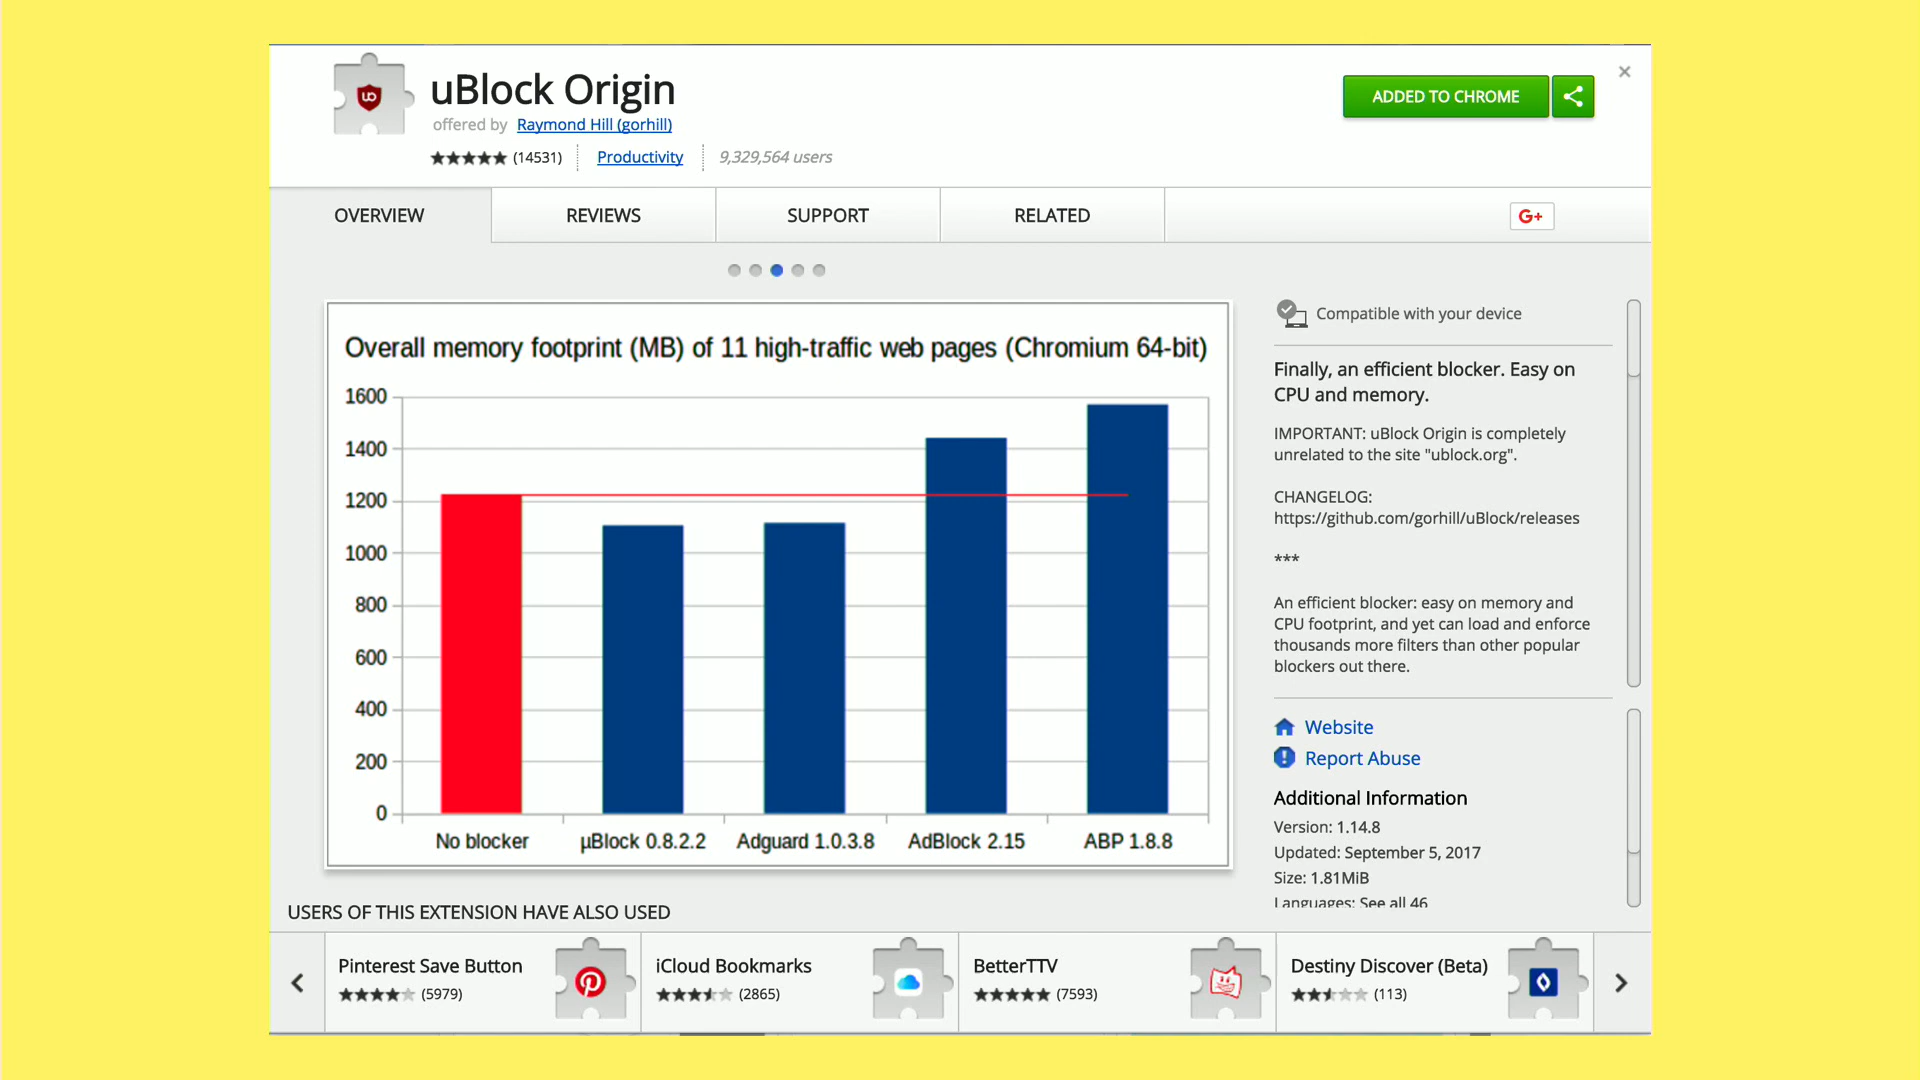 uBlock Origin
offered by Raymond Hill (gorhill)
(14531) Productivity 9,329,564 users
ADDED TO CHROME
OVERVIEW REVIEWS SUPPORT RELATED
G+
Overall memory footprint (MB) of 11 high-traffic web pages (Chromium 64-bit)
1600
1400
1200
1000
800
600
400
200
0
No blocker µBlock 0.8.2.2 Adguard 1.0.3.8 AdBlock 2.15 ABP 1.8.8
Compatible with your device
Finally, an efficient blocker. Easy on
CPU and memory.
IMPORTANT: uBlock Origin is completely
unrelated to the site "ublock.org".
CHANGELOG:
https://github.com/gorhill/uBlock/releases
***
An efficient blocker: easy on memory and
CPU footprint, and yet can load and enforce
thousands more filters than other popular
blockers out there.
Website
Report Abuse
Additional Information
Version: 1.14.8
Updated: September 5, 2017
Size: 1.81MiB
Languages: See all 46
USERS OF THIS EXTENSION HAVE ALSO USED
Pinterest Save Button
(5979)
iCloud Bookmarks
(2865)
BetterTTV
(7593)
Destiny Discover (Beta)
(113)